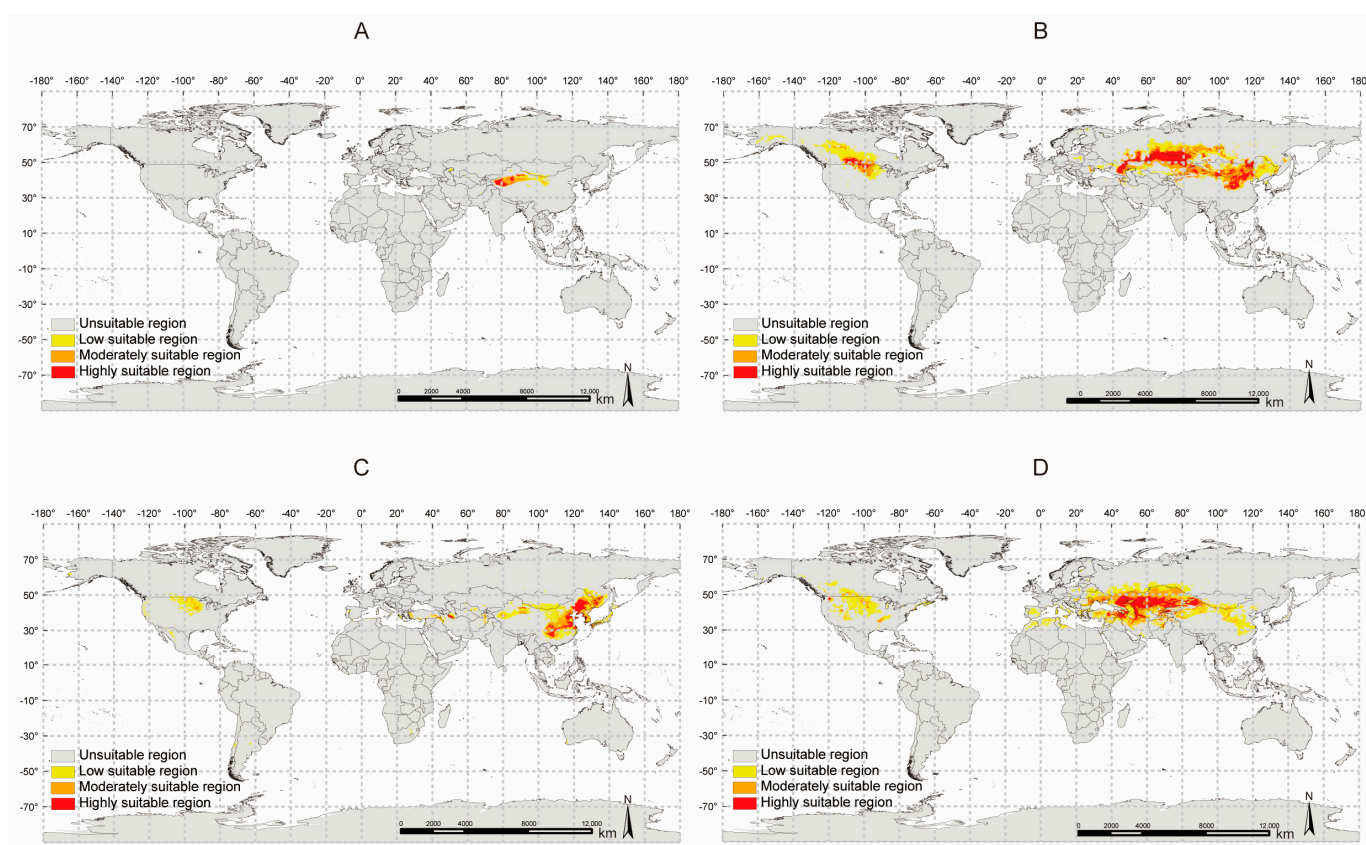 A
-180 -160 -140 -120 -100 -80 -60 -40 -20 0 20 40 60 80 100 120 140 160 180
70°
50°
30°
10°
-10°
-30°
-50°
-70°
Unsuitable region
Low suitable region
Moderately suitable region
Highly suitable region
N
0 2000 4000 8000 12,000
km
B
-180 -160 -140 -120 -100 -80 -60 -40 -20 0 20 40 60 80 100 120 140 160 180
70°
50°
30°
10°
-10°
-30°
-50°
-70°
Unsuitable region
Low suitable region
Moderately suitable region
Highly suitable region
N
0 2000 4000 8000 12,000
km
C
-180 -160 -140 -120 -100 -80 -60 -40 -20 0 20 40 60 80 100 120 140 160 180
70°
50°
30°
10°
-10°
-30°
-50°
-70°
Unsuitable region
Low suitable region
Moderately suitable region
Highly suitable region
N
0 2000 4000 8000 12,000
km
D
-180 -160 -140 -120 -100 -80 -60 -40 -20 0 20 40 60 80 100 120 140 160 180
70°
50°
30°
10°
-10°
-30°
-50°
-70°
Unsuitable region
Low suitable region
Moderately suitable region
Highly suitable region
N
0 2000 4000 8000 12,000
km